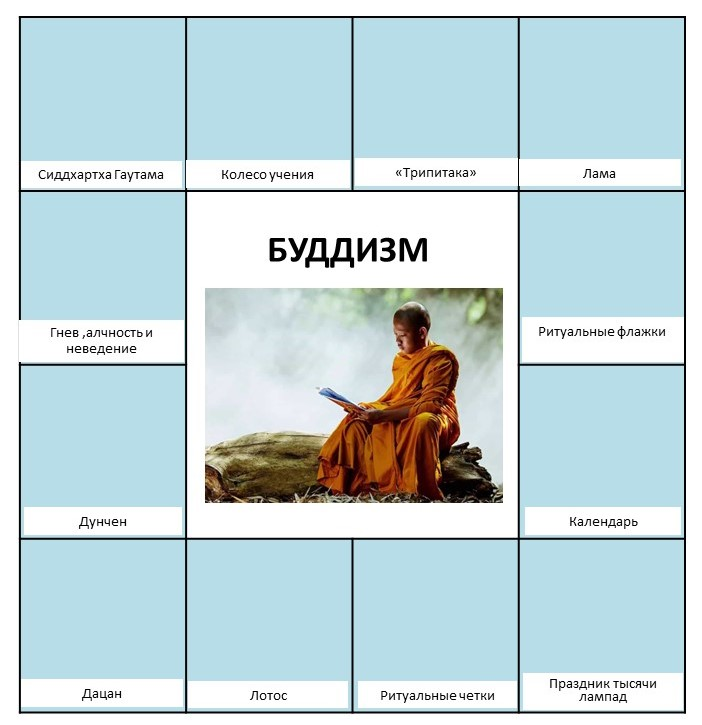 Сиддхартха Гаутама
Колесо учения
«Трипитака»
Лама
БУДДИЗМ
Гнев ,алчность и
неведение
Ритуальные флажки
Дунчен
Календарь
Дацан
Лотос
Ритуальные четки
Праздник тысячи
лампад